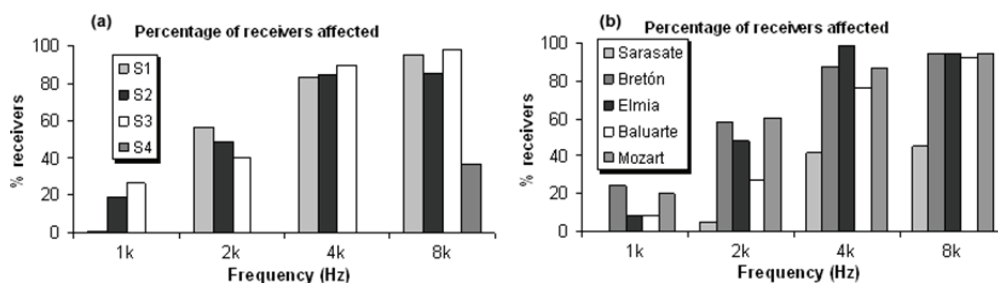 (a)
Percentage of receivers affected
100
80
60
40
20
0
% receivers
S1
S2
S3
S4
1k 2k 4k 8k
Frequency (Hz)
(b)
Percentage of receivers affected
100
80
60
40
20
0
% receivers
Sarasate
Bretón
Elmia
Baluarte
Mozart
1k 2k 4k 8k
Frequency (Hz)